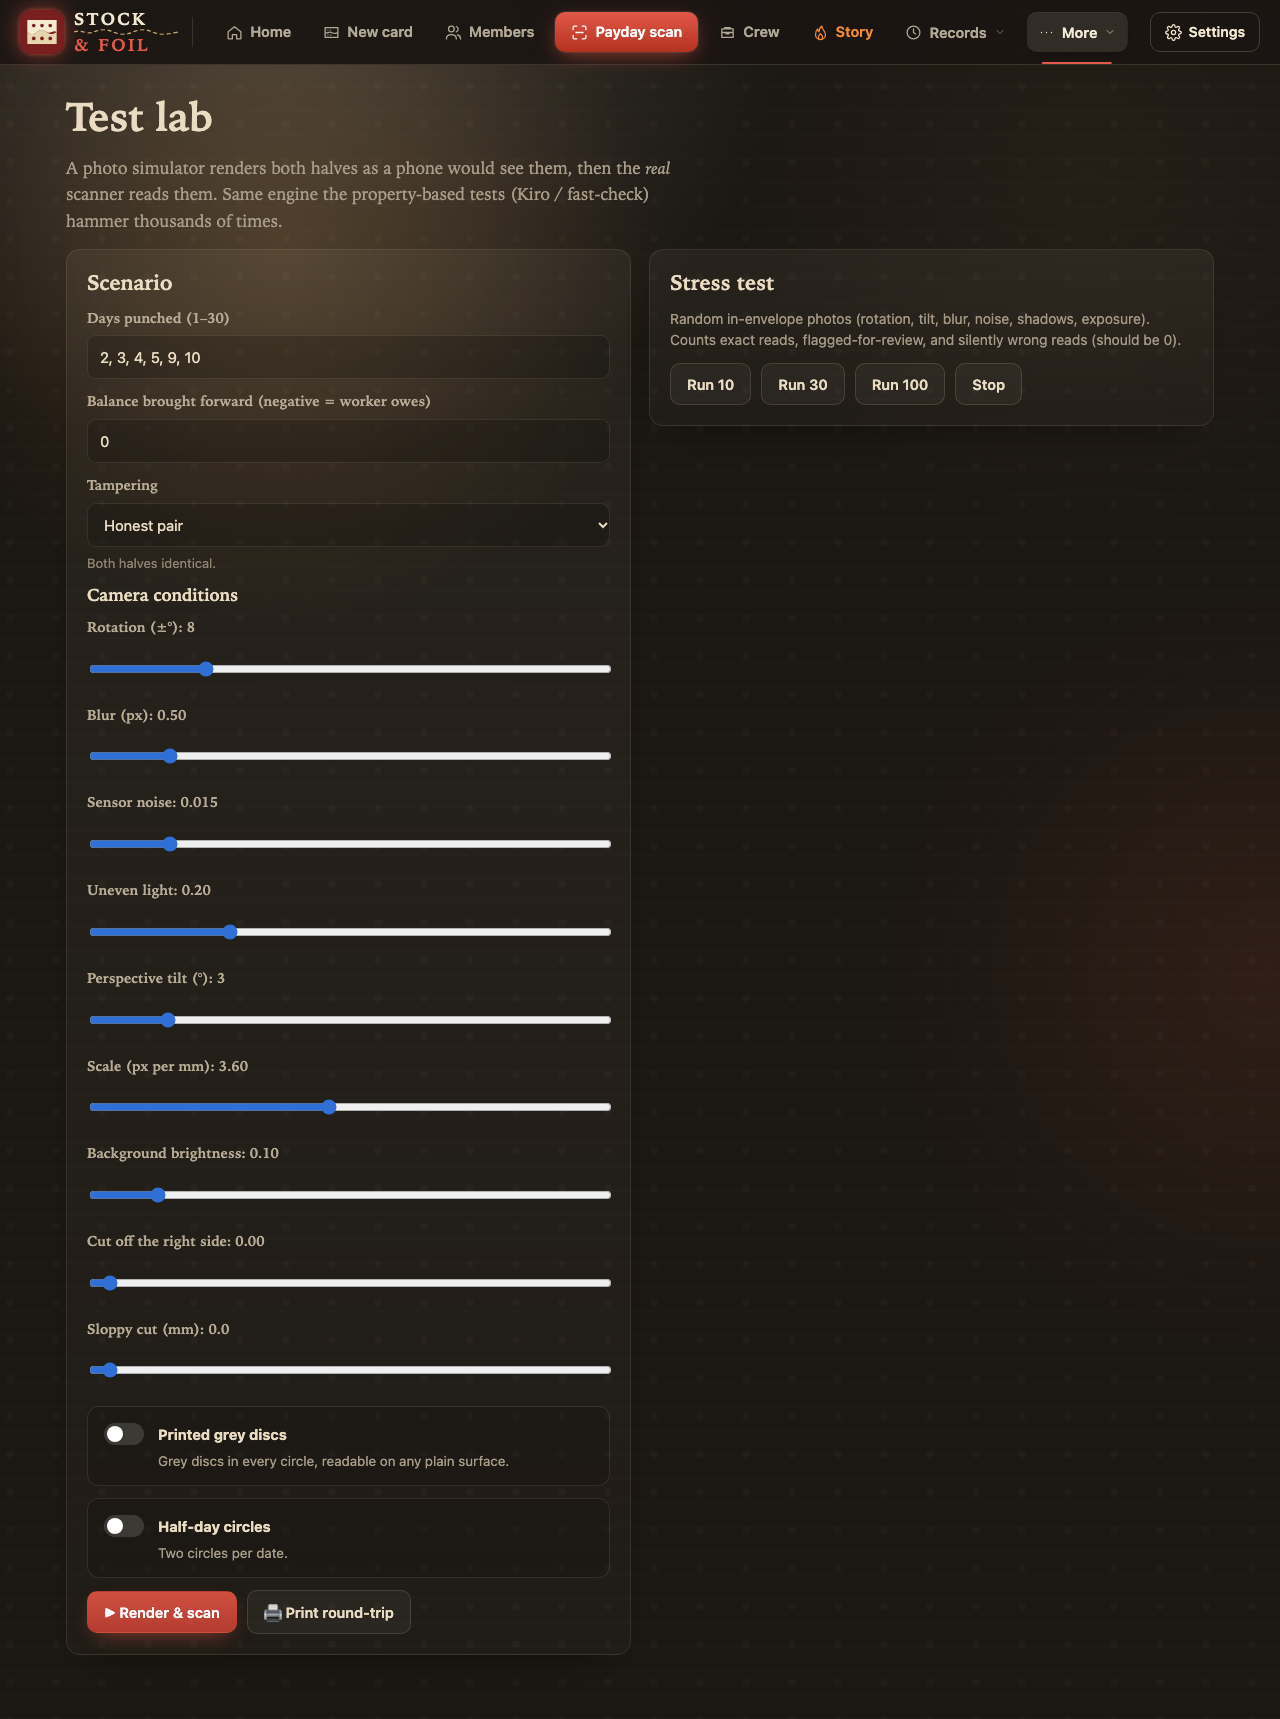 STOCK
& FOIL
Home
New card
Members
Payday scan
Crew
Story
Records
More
Settings
Test lab
A photo simulator renders both halves as a phone would see them, then the real
scanner reads them. Same engine the property-based tests (Kiro / fast-check)
hammer thousands of times.
Scenario
Days punched (1–30)
2, 3, 4, 5, 9, 10
Balance brought forward (negative = worker owes)
0
Tampering
Honest pair
Both halves identical.
Camera conditions
Rotation (±°): 8
Blur (px): 0.50
Sensor noise: 0.015
Uneven light: 0.20
Perspective tilt (°): 3
Scale (px per mm): 3.60
Background brightness: 0.10
Cut off the right side: 0.00
Sloppy cut (mm): 0.0
Printed grey discs
Grey discs in every circle, readable on any plain surface.
Half-day circles
Two circles per date.
Render & scan
Print round-trip
Stress test
Random in-envelope photos (rotation, tilt, blur, noise, shadows, exposure).
Counts exact reads, flagged-for-review, and silently wrong reads (should be 0).
Run 10
Run 30
Run 100
Stop